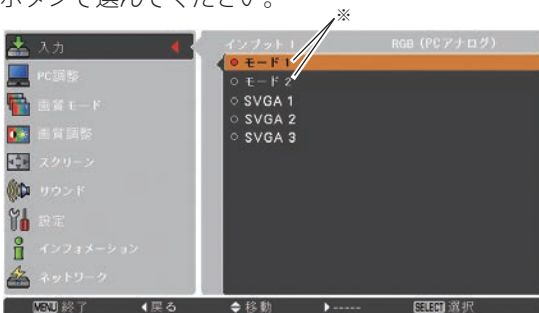 ボタンで選んでください。
※
入力
インプット 1
RGB (PCアナログ)
モード 1
モード 2
SVGA 1
SVGA 2
SVGA 3
PC調整
画質モード
画質調整
スクリーン
サウンド
設定
インフォメーション
ネットワーク
MENU 終了
戻る
移動
-----
SELECT 選択